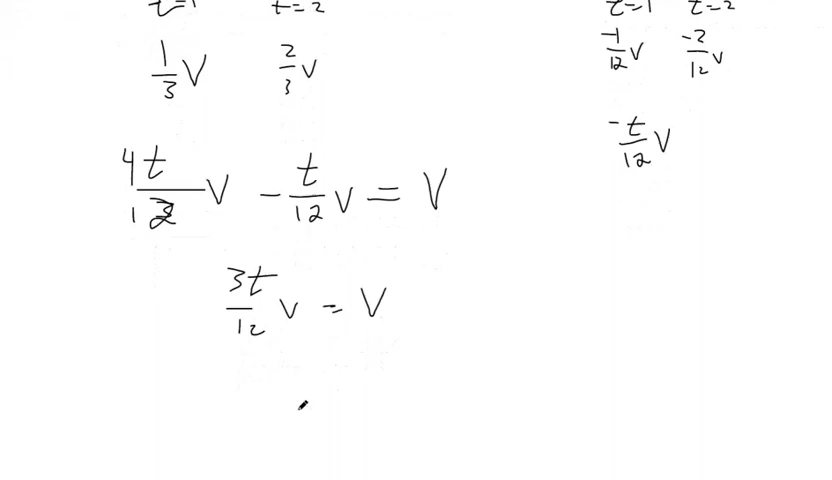 t=1 t=2
1/3 V 2/3 V
4t/12 V - t/12 V = V
3t/12 V = V
t=1 t=2
-1/12 V -2/12 V
-t/12 V